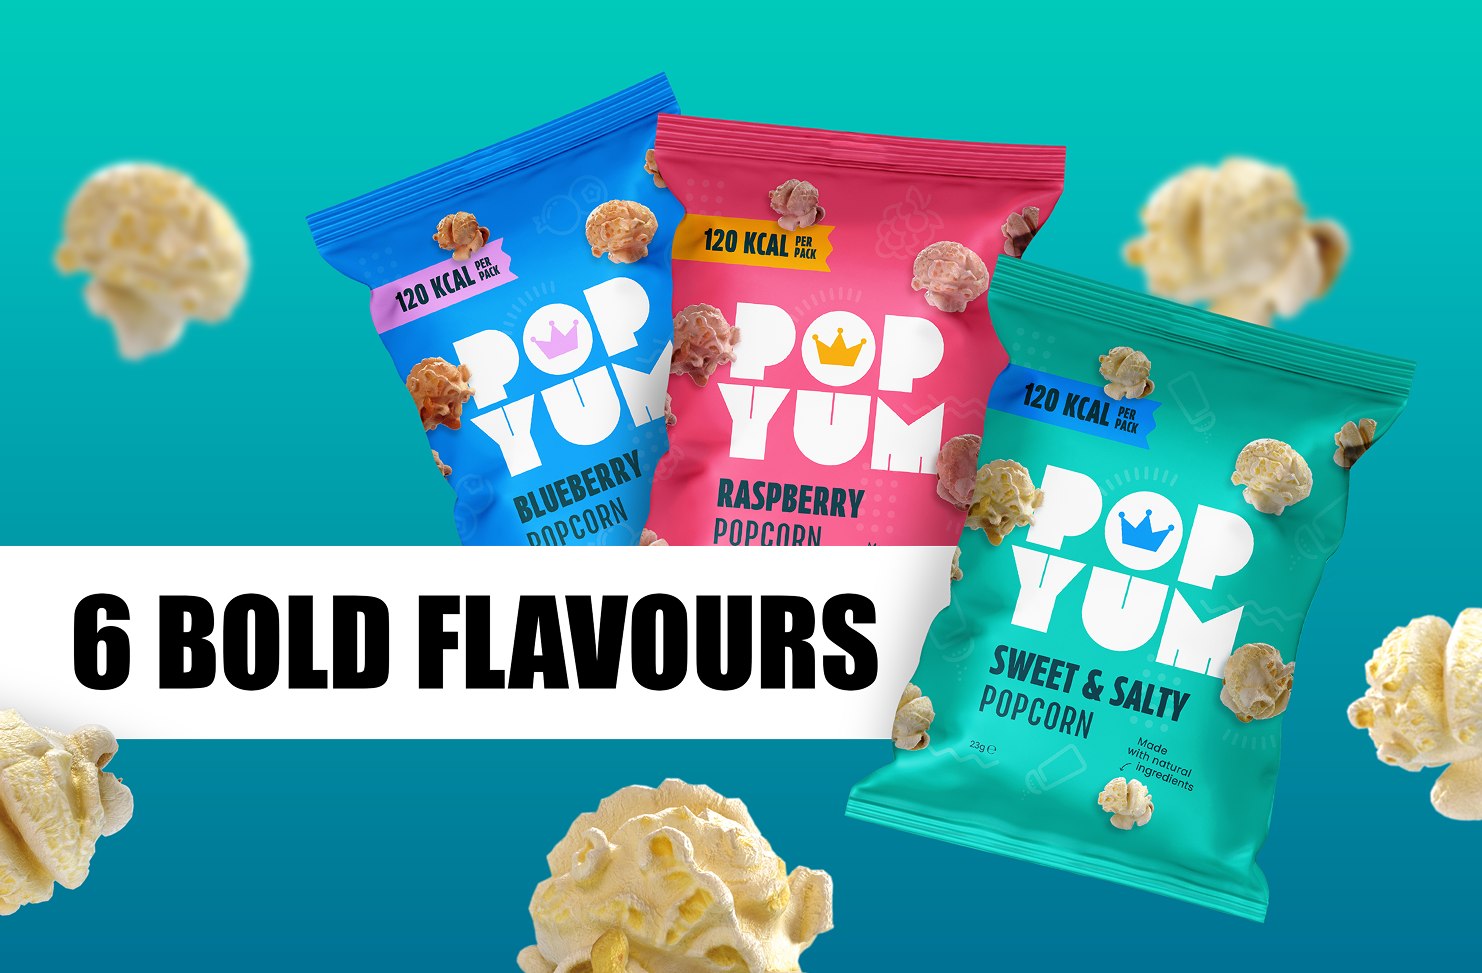 120 KCAL PER PACK
POP
YUM
BLUEBERRY
POPCORN
120 KCAL PER PACK
POP
YUM
RASPBERRY
POPCORN
120 KCAL PER PACK
POP
YUM
SWEET & SALTY
POPCORN
23g ℮
Made
with natural
ingredients
6 BOLD FLAVOURS